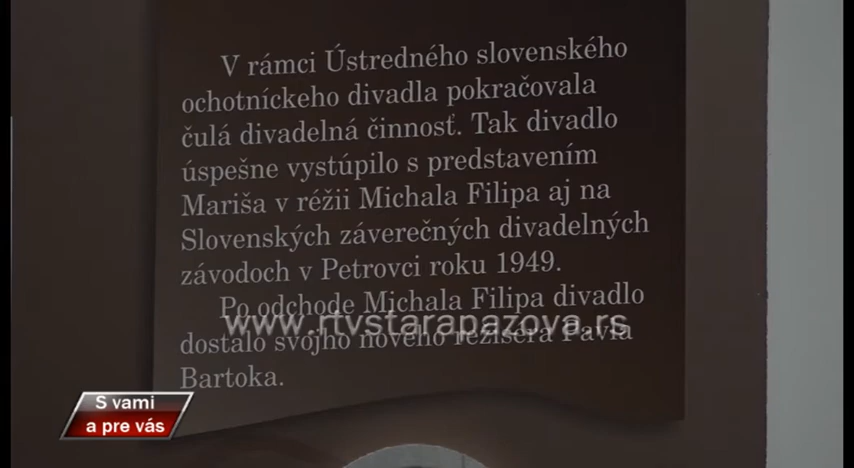 V rámci Ústredného slovenského
ochotníckeho divadla pokračovala
čulá divadelná činnosť. Tak divadlo
úspešne vystúpilo s predstavením
Mariša v réžii Michala Filipa aj na
Slovenských záverečných divadelných
závodoch v Petrovci roku 1949.
Po odchode Michala Filipa divadlo
www.rtvstarapazova.rs
dostalo svojho nového režiséra Pavla
Bartoka.
S vami
a pre vás